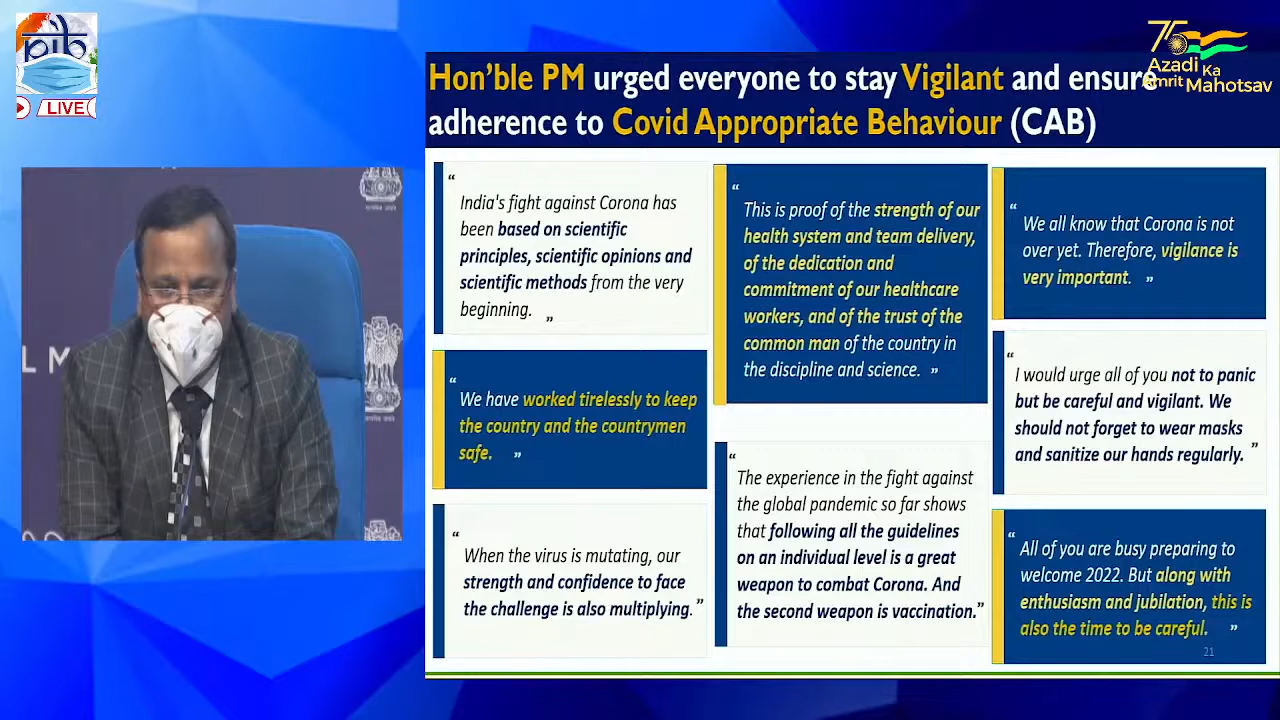 pib
LIVE
75
Azadi
Ka
Amrit Mahotsav
Hon'ble PM urged everyone to stay Vigilant and ensure
adherence to Covid Appropriate Behaviour (CAB)
“
India's fight against Corona has
been based on scientific
principles, scientific opinions and
scientific methods from the very
beginning. ”
“
We have worked tirelessly to keep
the country and the countrymen
safe. ”
“
When the virus is mutating, our
strength and confidence to face
the challenge is also multiplying. ”
“
This is proof of the strength of our
health system and team delivery,
of the dedication and
commitment of our healthcare
workers, and of the trust of the
common man of the country in
the discipline and science. ”
“
The experience in the fight against
the global pandemic so far shows
that following all the guidelines
on an individual level is a great
weapon to combat Corona. And
the second weapon is vaccination.”
“
We all know that Corona is not
over yet. Therefore, vigilance is
very important. ”
“
I would urge all of you not to panic
but be careful and vigilant. We
should not forget to wear masks
and sanitize our hands regularly. ”
“
All of you are busy preparing to
welcome 2022. But along with
enthusiasm and jubilation, this is
also the time to be careful. ”
21
L M